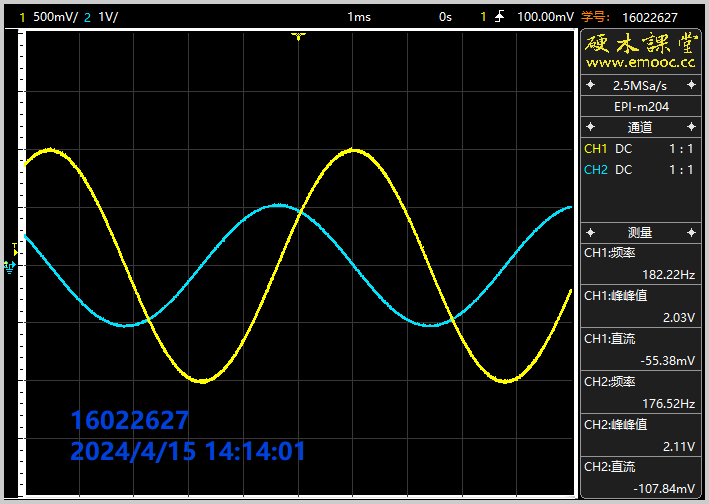 1 500mV/ 2 1V/ 1ms 0s 1 100.00mV 学号: 16022627
硬木課堂
www.emooc.cc
2.5MSa/s
EPI-m204
通道
CH1 DC 1 : 1
CH2 DC 1 : 1
测量
CH1:频率
182.22Hz
CH1:峰峰值
2.03V
CH1:直流
-55.38mV
CH2:频率
176.52Hz
CH2:峰峰值
2.11V
CH2:直流
-107.84mV
T
16022627
2024/4/15 14:14:01